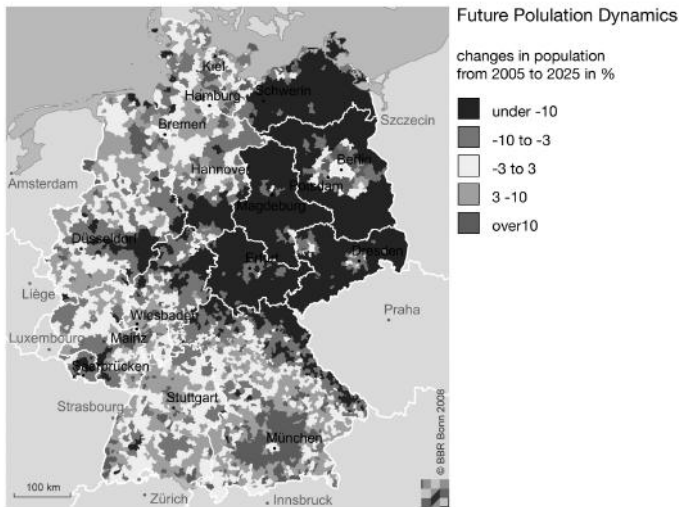 Future Polulation Dynamics
changes in population
from 2005 to 2025 in %
under -10
-10 to -3
-3 to 3
3 -10
over10
Kiel
Schwerin
Hamburg
Szczecin
Bremen
Berlin
Hannover
Potsdam
Amsterdam
Magdeburg
Düsseldorf
Erfurt
Dresden
Liège
Praha
Wiesbaden
Luxembourg
Mainz
Saarbrücken
Stuttgart
Strasbourg
München
© BBR Bonn 2008
100 km
Zürich
Innsbruck